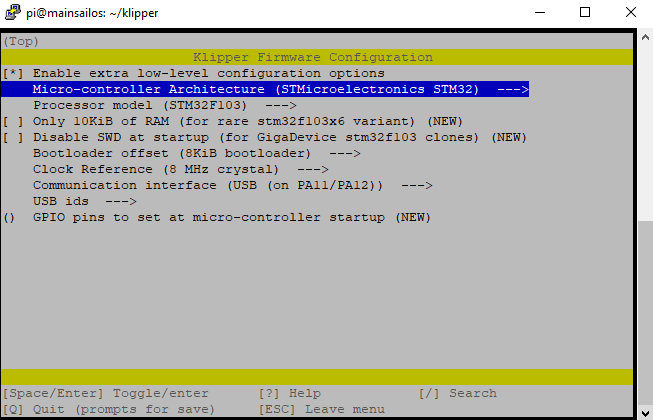 pi@mainsailos: ~/klipper
(Top)
Klipper Firmware Configuration
[*] Enable extra low-level configuration options
Micro-controller Architecture (STMicroelectronics STM32) --->
Processor model (STM32F103) --->
[ ] Only 10KiB of RAM (for rare stm32f103x6 variant) (NEW)
[ ] Disable SWD at startup (for GigaDevice stm32f103 clones) (NEW)
Bootloader offset (8KiB bootloader) --->
Clock Reference (8 MHz crystal) --->
Communication interface (USB (on PA11/PA12)) --->
USB ids --->
() GPIO pins to set at micro-controller startup (NEW)
[Space/Enter] Toggle/enter [?] Help [/] Search
[Q] Quit (prompts for save) [ESC] Leave menu